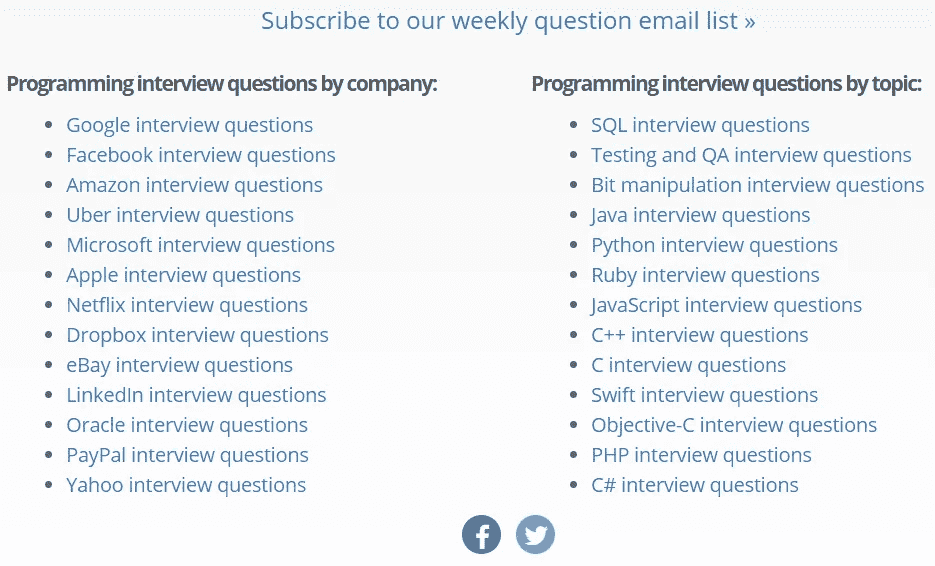 Subscribe to our weekly question email list »
Programming interview questions by company:
Google interview questions
Facebook interview questions
Amazon interview questions
Uber interview questions
Microsoft interview questions
Apple interview questions
Netflix interview questions
Dropbox interview questions
eBay interview questions
LinkedIn interview questions
Oracle interview questions
PayPal interview questions
Yahoo interview questions
Programming interview questions by topic:
SQL interview questions
Testing and QA interview questions
Bit manipulation interview questions
Java interview questions
Python interview questions
Ruby interview questions
JavaScript interview questions
C++ interview questions
C interview questions
Swift interview questions
Objective-C interview questions
PHP interview questions
C# interview questions